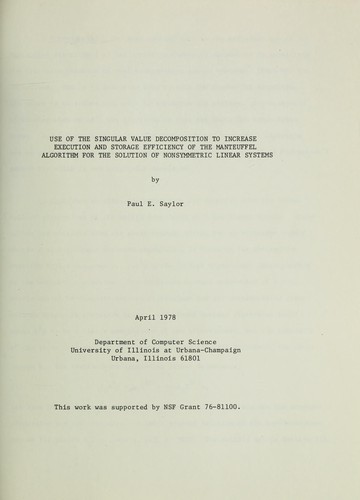 USE OF THE SINGULAR VALUE DECOMPOSITION TO INCREASE
EXECUTION AND STORAGE EFFICIENCY OF THE MANTEUFFEL
ALGORITHM FOR THE SOLUTION OF NONSYMMETRIC LINEAR SYSTEMS
by
Paul E. Saylor
April 1978
Department of Computer Science
University of Illinois at Urbana-Champaign
Urbana, Illinois 61801
This work was supported by NSF Grant 76-81100.